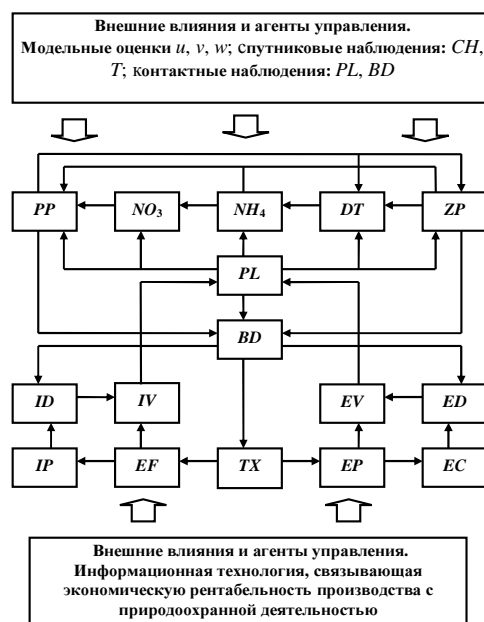 Внешние влияния и агенты управления.
Модельные оценки u, v, w; спутниковые наблюдения: CH,
T; контактные наблюдения: PL, BD
PP NO₃ NH₄ DT ZP
PL
BD
ID IV EV ED
IP EF TX EP EC
Внешние влияния и агенты управления.
Информационная технология, связывающая
экономическую рентабельность производства с
природоохранной деятельностью